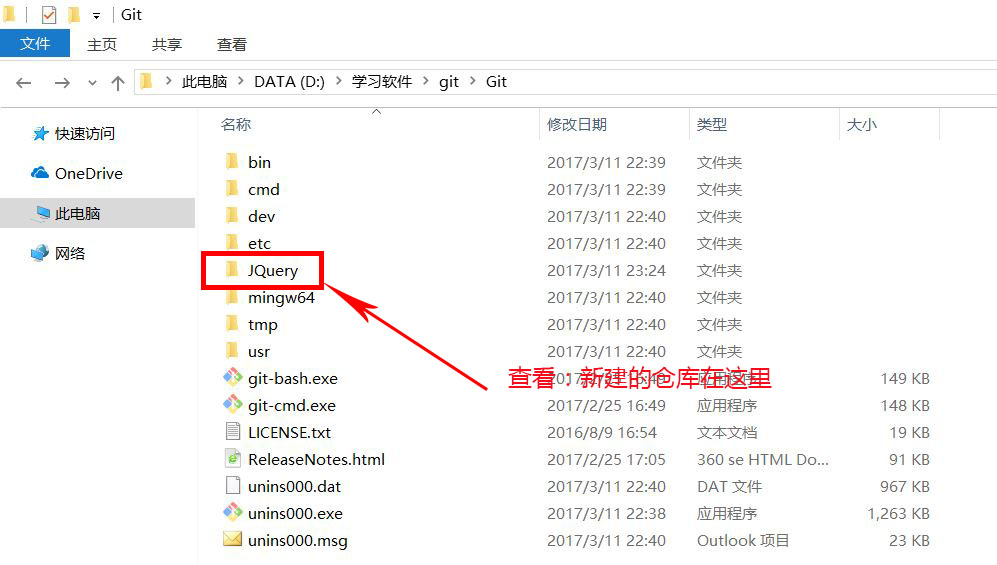 Git
文件 主页 共享 查看
此电脑 DATA (D:) 学习软件 git Git
名称 修改日期 类型 大小
快速访问
OneDrive
此电脑
网络
bin 2017/3/11 22:39 文件夹
cmd 2017/3/11 22:39 文件夹
dev 2017/3/11 22:40 文件夹
etc 2017/3/11 22:40 文件夹
JQuery 2017/3/11 23:24 文件夹
mingw64 2017/3/11 22:40 文件夹
tmp 2017/3/11 22:40 文件夹
usr 2017/3/11 22:40 文件夹
查看：新建的仓库在这里
git-bash.exe 149 KB
git-cmd.exe 2017/2/25 16:49 应用程序 148 KB
LICENSE.txt 2016/8/9 16:54 文本文档 19 KB
ReleaseNotes.html 2017/2/25 17:05 360 se HTML Do... 91 KB
unins000.dat 2017/3/11 22:40 DAT 文件 967 KB
unins000.exe 2017/3/11 22:38 应用程序 1,263 KB
unins000.msg 2017/3/11 22:40 Outlook 项目 23 KB